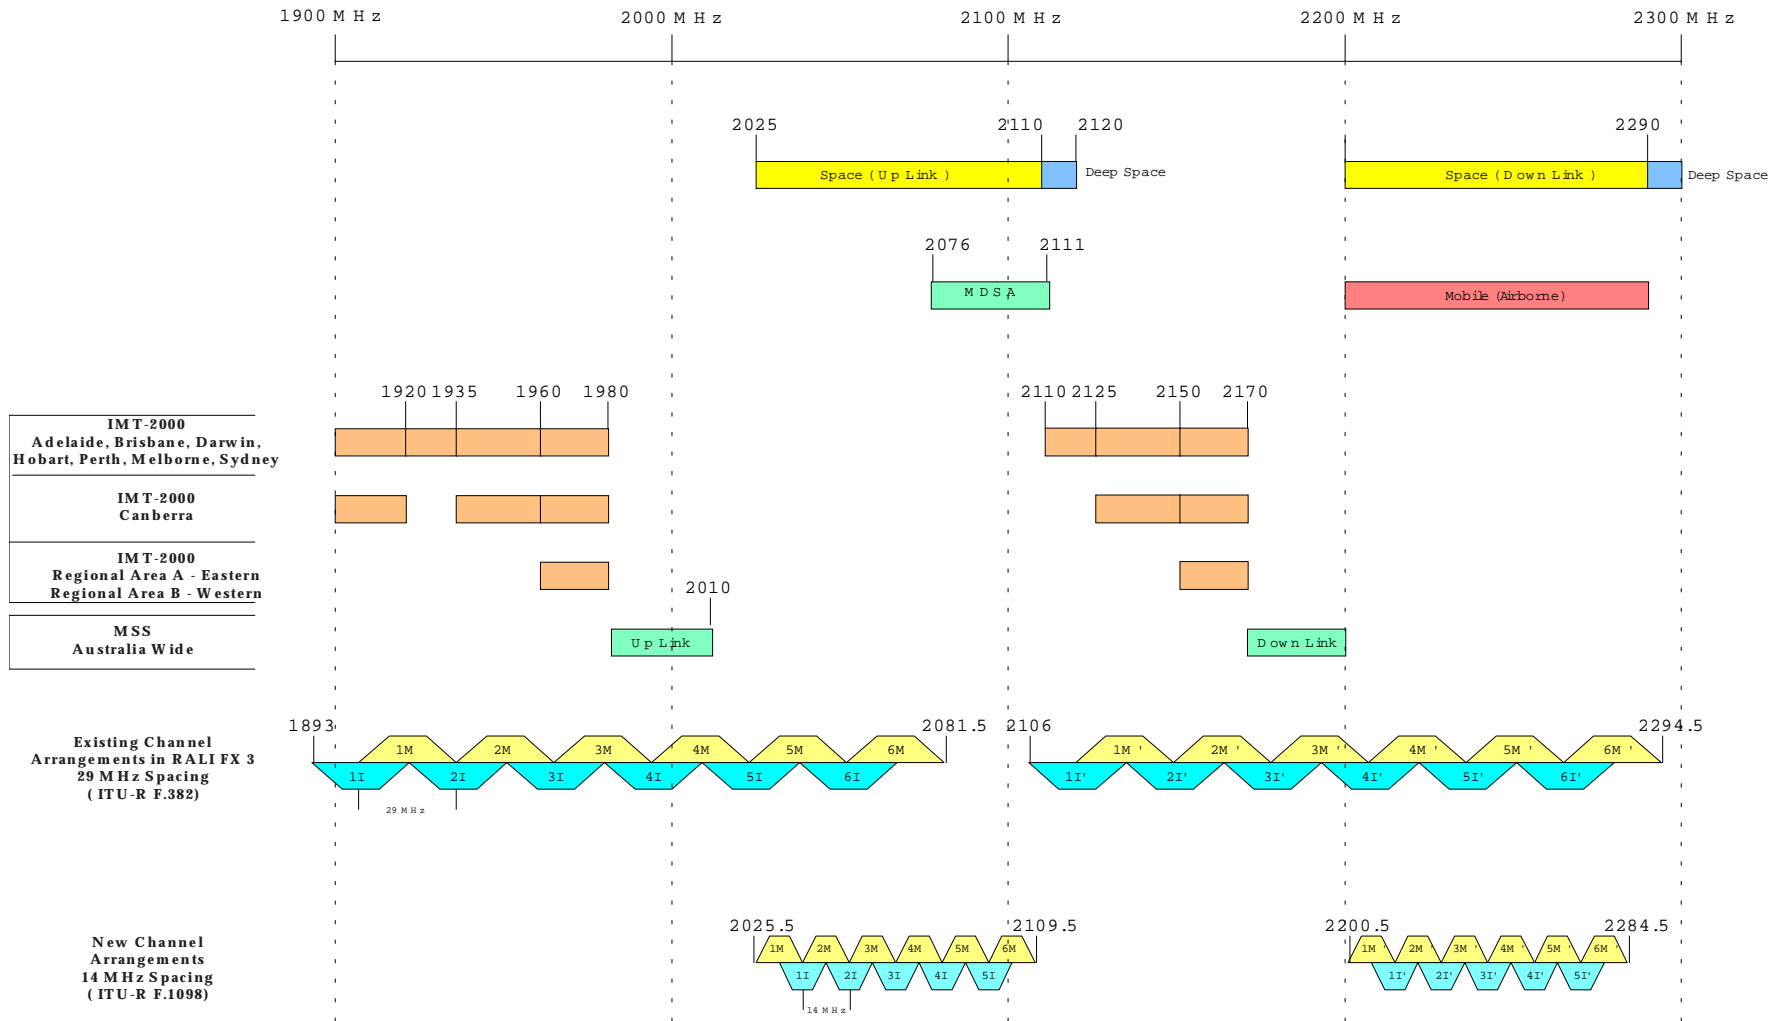 1900 MHz 2000 MHz 2100 MHz 2200 MHz 2300 MHz
2025 2110 2120 2290
Space (Up Link) Deep Space Space (Down Link) Deep Space
2076 2111
MDSA Mobile (Airborne)
1920 1935 1960 1980 2110 2125 2150 2170
IMT-2000
Adelaide, Brisbane, Darwin,
Hobart, Perth, Melborne, Sydney
IMT-2000
Canberra
IMT-2000
Regional Area A - Eastern
Regional Area B - Western
2010
MSS
Australia Wide
Up Link Down Link
1893 2081.5 2106 2294.5
Existing Channel
Arrangements in RALI FX 3
29 MHz Spacing
( ITU-R F.382)
1M 2M 3M 4M 5M 6M 1M ' 2M ' 3M ' 4M ' 5M ' 6M '
1I 2I 3I 4I 5I 6I 1I' 2I' 3I' 4I' 5I' 6I'
29 MHz
2025.5 2109.5 2200.5 2284.5
New Channel
Arrangements
14 MHz Spacing
( ITU-R F.1098)
1M 2M 3M 4M 5M 6M 1M ' 2M ' 3M ' 4M ' 5M ' 6M '
1I 2I 3I 4I 5I 1I' 2I' 3I' 4I' 5I'
14 MHz